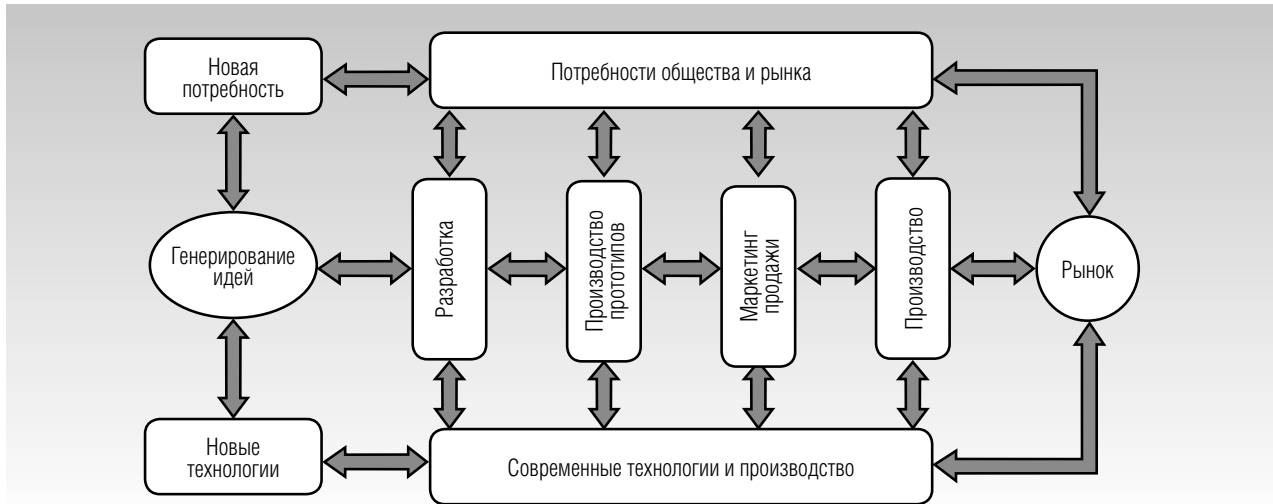 Новая
потребность
Потребности общества и рынка
Генерирование
идей
Разработка
Производство
прототипов
Маркетинг
продажи
Производство
Рынок
Новые
технологии
Современные технологии и производство